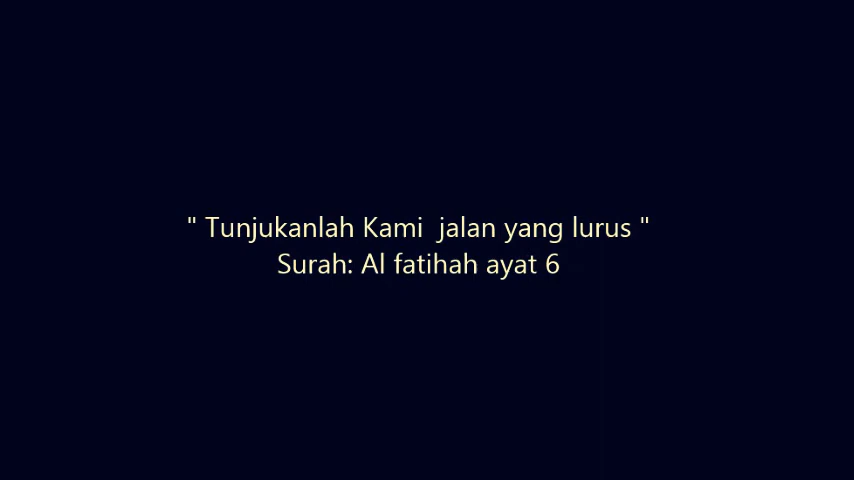 " Tunjukanlah Kami  jalan yang lurus "
Surah: Al fatihah ayat 6